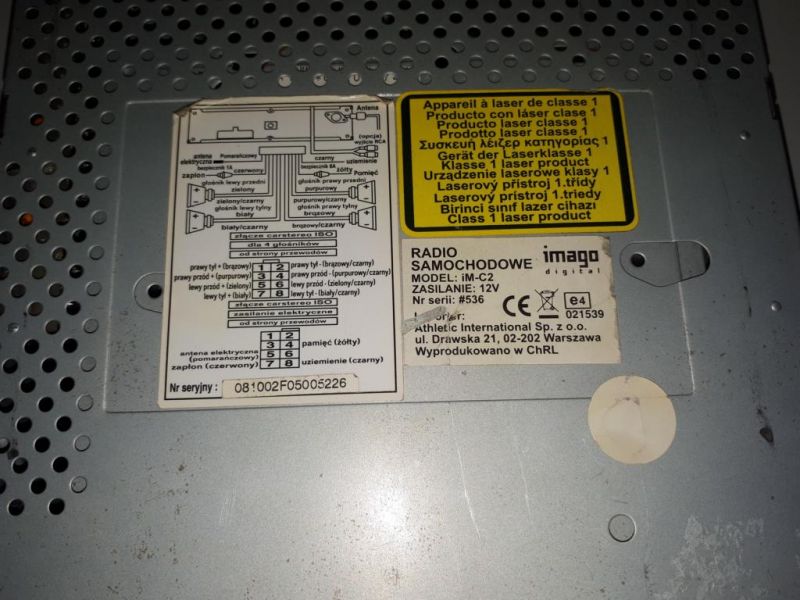 Antena
(opcja)
wyjście RCA
antena
elektryczna
Pomarańczowy
czarny
uziemienie
bezpiecznik 1A
bezpiecznik 8A
zapłon
czerwony
żółty
Pamięć
głośnik lewy przedni
głośnik prawy przedni
zielony
purpurowy
zielony/czarny
purpurowy/czarny
głośnik lewy tylny
głośnik prawy tylny
biały
brązowy
biały/czarny
brązowy/czarny
złącze carstereo ISO
dla 4 głośników
od strony przewodów
prawy tył +(brązowy) 1 2 prawy tył -(brązowy/czarny)
prawy przód +(purpurowy) 3 4 prawy przód -(purpurowy/czarny)
lewy przód +(zielony) 5 6 lewy przód -(zielony/czarny)
lewy tył +(biały) 7 8 lewy tył -(biały/czarny)
złącze carstereo ISO
zasilanie elektryczne
od strony przewodów
1 2
3 4 pamięć (żółty)
antena elektryczna 5 6
(pomarańczowy)
zapłon (czerwony) 7 8 uziemienie (czarny)
Nr seryjny: 081002F05005226
Appareil à laser de classe 1
Producto con láser clase 1
Producto laser classe 1
Prodotto laser classe 1
Συσκευή λέιζερ κατηγορίας 1
Gerät der Laserklasse 1
Klasse 1 laser product
Urządzenie laserowe klasy 1
Laserový přistroj 1.třidy
Laserový pristroj 1.triedy
Birinci sınıf lazer cihazi
Class 1 laser product
RADIO
SAMOCHODOWE
imago
digital
MODEL: iM-C2
ZASILANIE: 12V
Nr serii: #536
CE
e4
021539
Athletic International Sp. z o.o.
ul. Drawska 21, 02-202 Warszawa
Wyprodukowano w ChRL